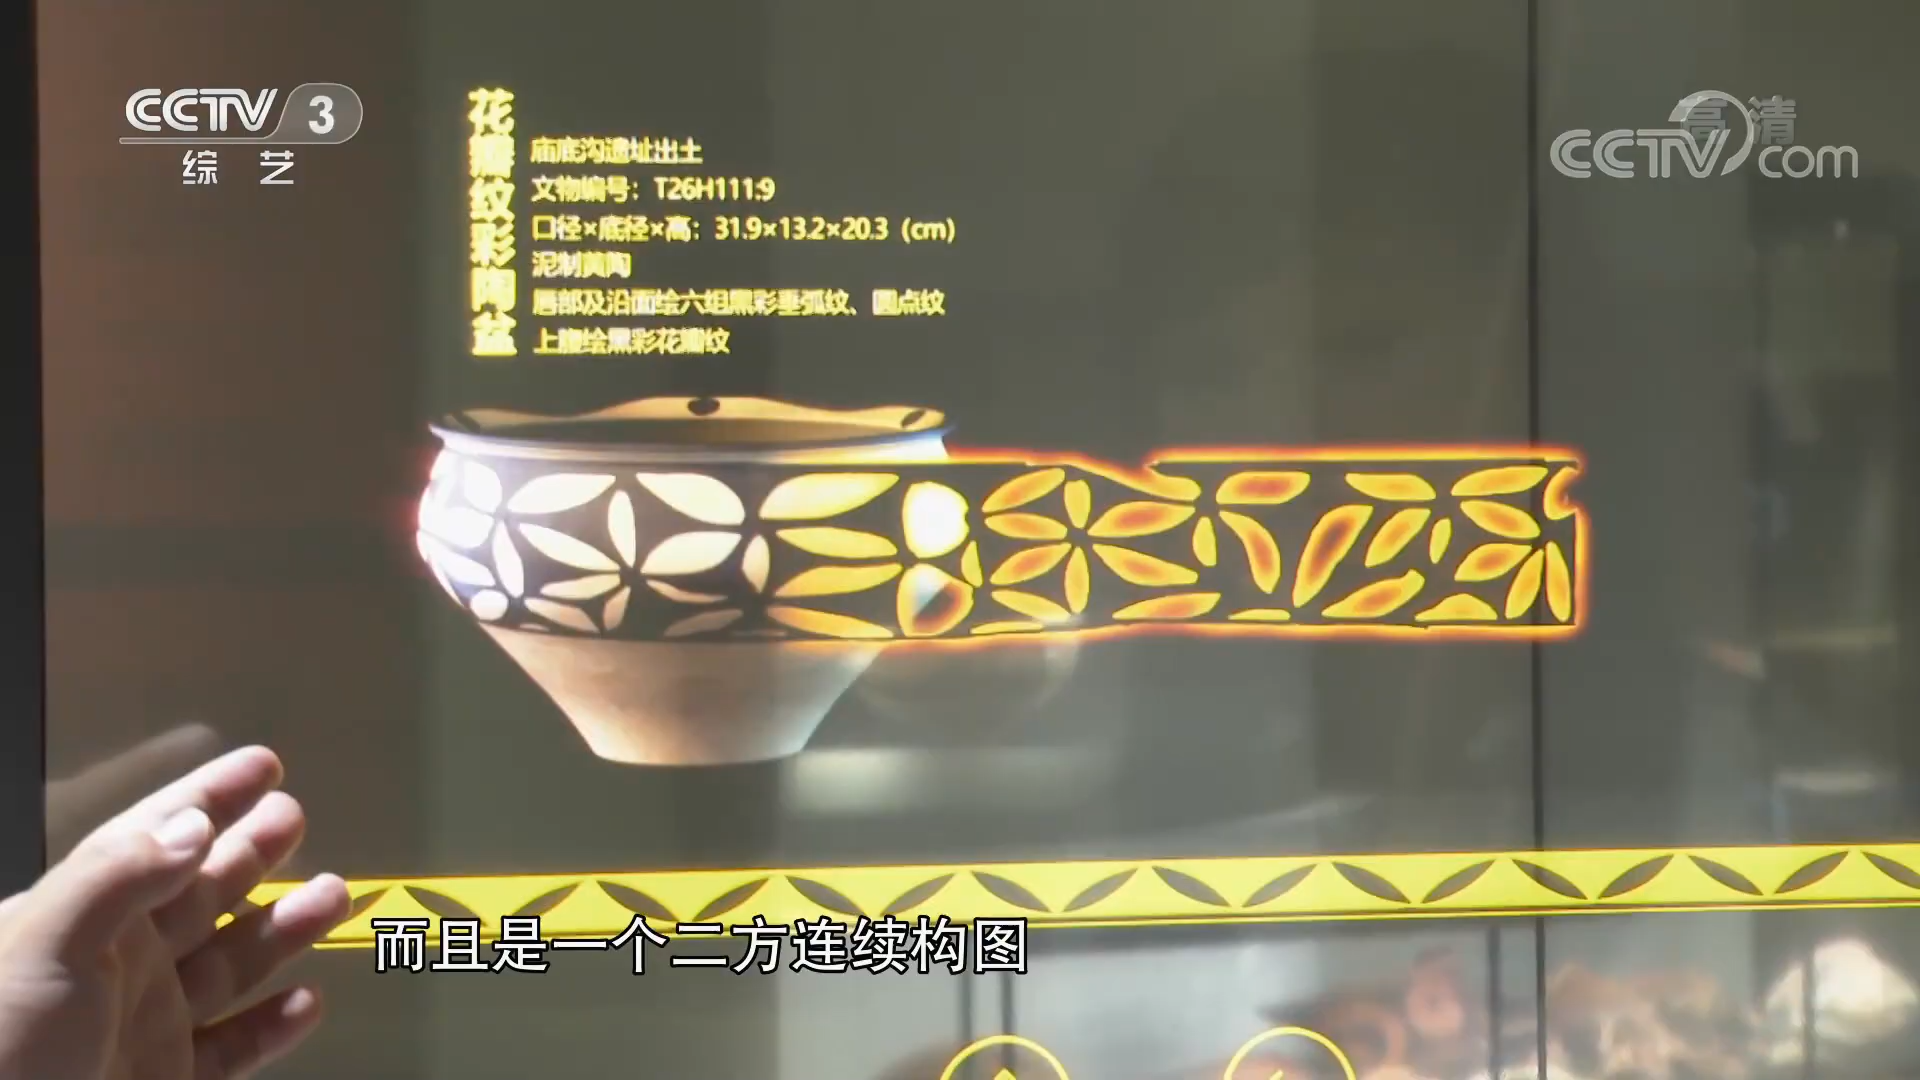 CCTV 3
综 艺
高清
CCTV com
花瓣纹彩陶盆
庙底沟遗址出土
文物编号：T26H111:9
口径×底径×高：31.9×13.2×20.3（cm）
泥制黄陶
唇部及沿面绘六组黑彩垂弧纹、圆点纹
上腹绘黑彩花瓣纹
而且是一个二方连续构图